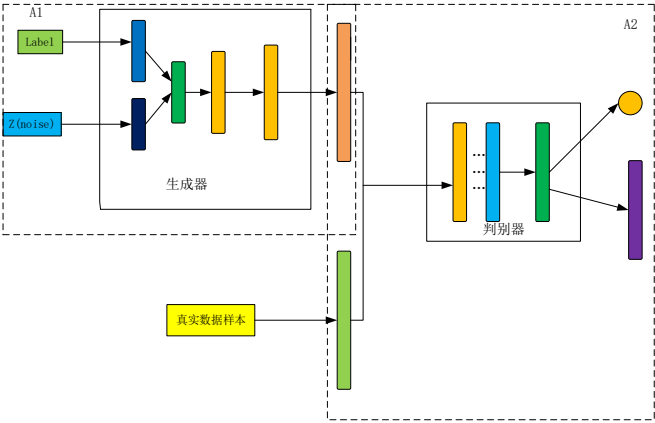 A1
A2
Label
Z(noise)
生成器
判别器
真实数据样本